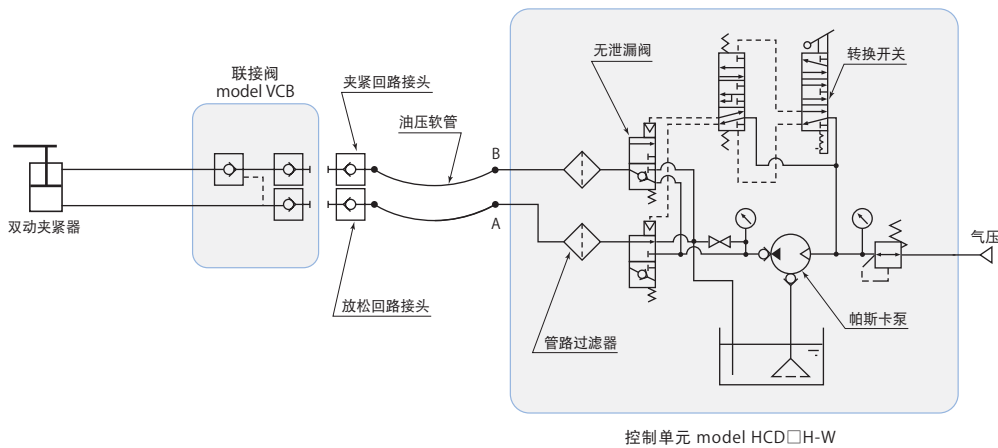 联接阀
model VCB
夹紧回路接头
油压软管
无泄漏阀
转换开关
B
A
双动夹紧器
放松回路接头
管路过滤器
帕斯卡泵
气压
控制单元 model HCD□H-W